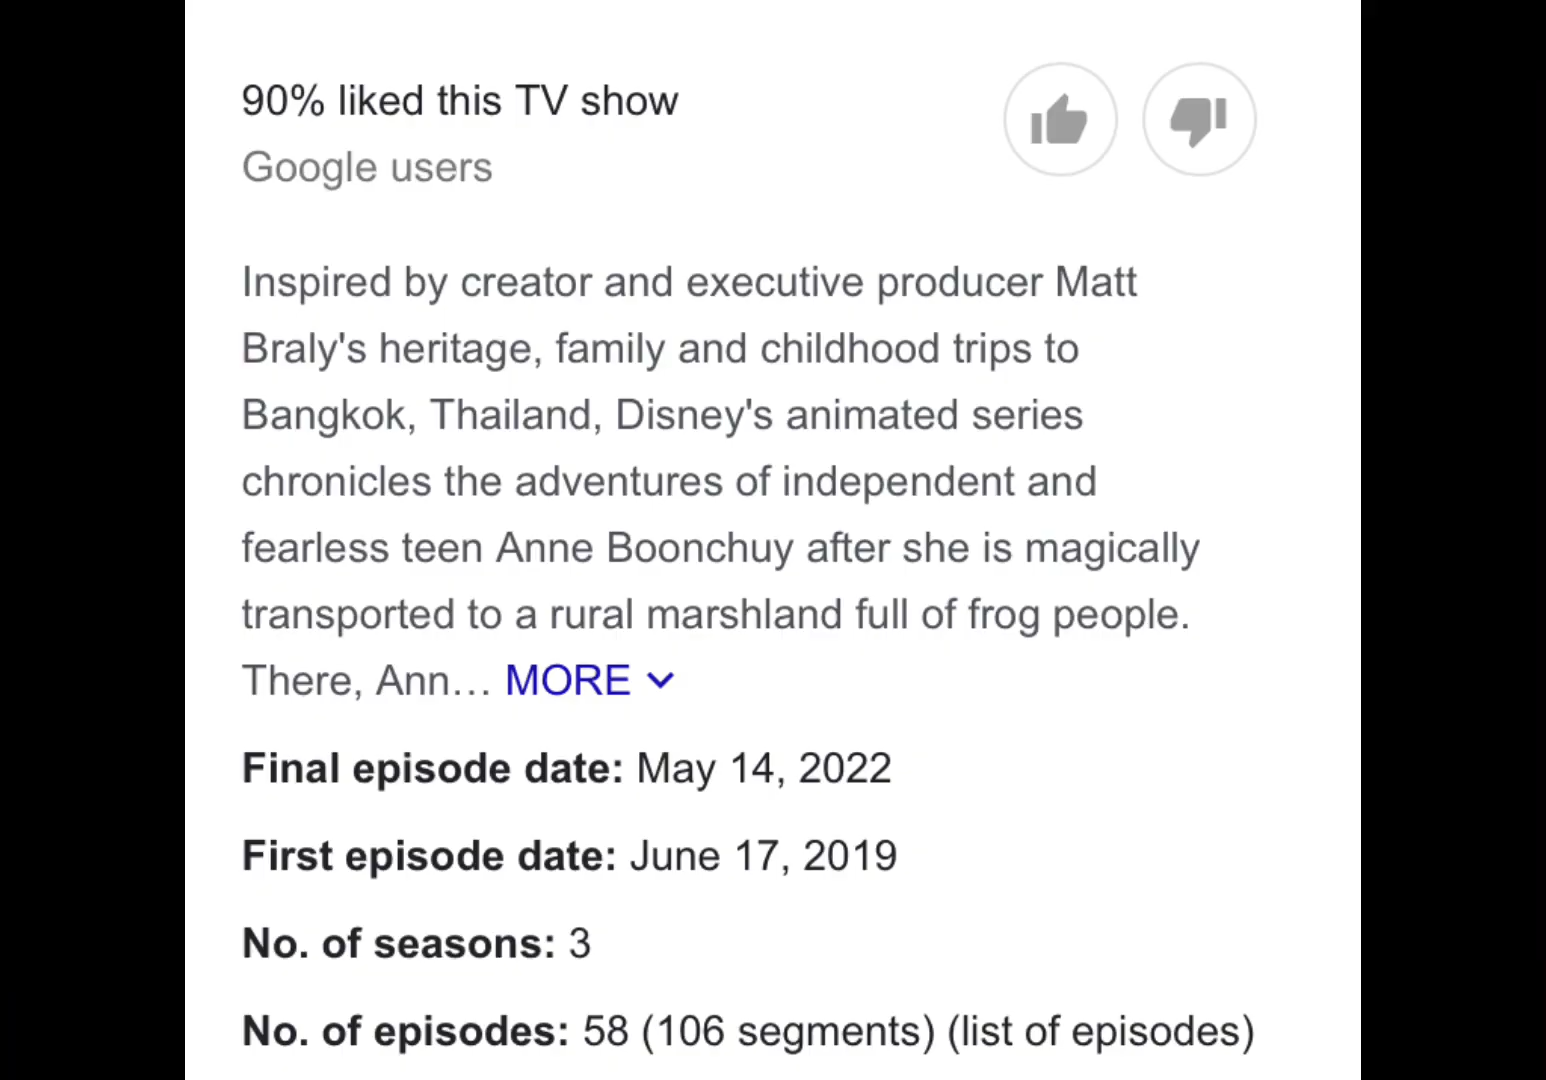 90% liked this TV show
Google users
Inspired by creator and executive producer Matt
Braly's heritage, family and childhood trips to
Bangkok, Thailand, Disney's animated series
chronicles the adventures of independent and
fearless teen Anne Boonchuy after she is magically
transported to a rural marshland full of frog people.
There, Ann… MORE
Final episode date: May 14, 2022
First episode date: June 17, 2019
No. of seasons: 3
No. of episodes: 58 (106 segments) (list of episodes)